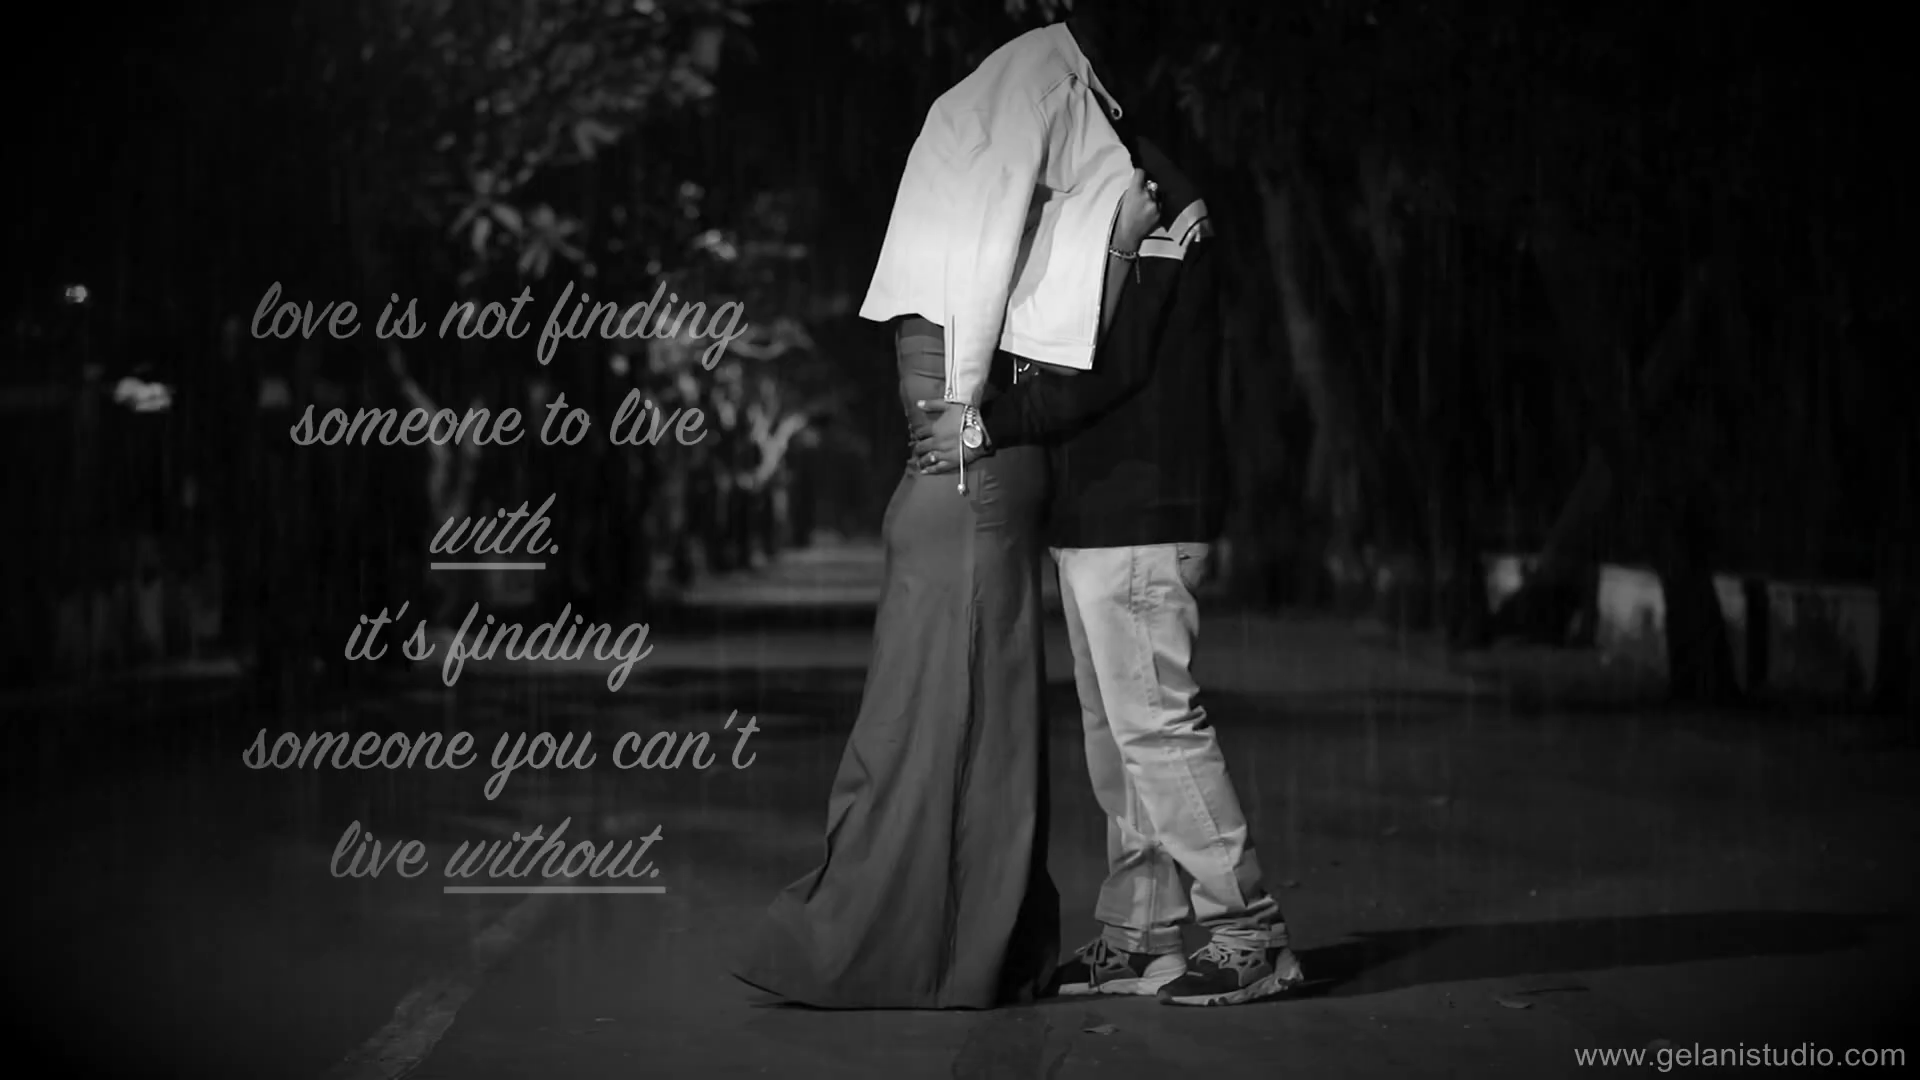 love is not finding
someone to live
with.
it's finding
someone you can't
live without.
www.gelanistudio.com